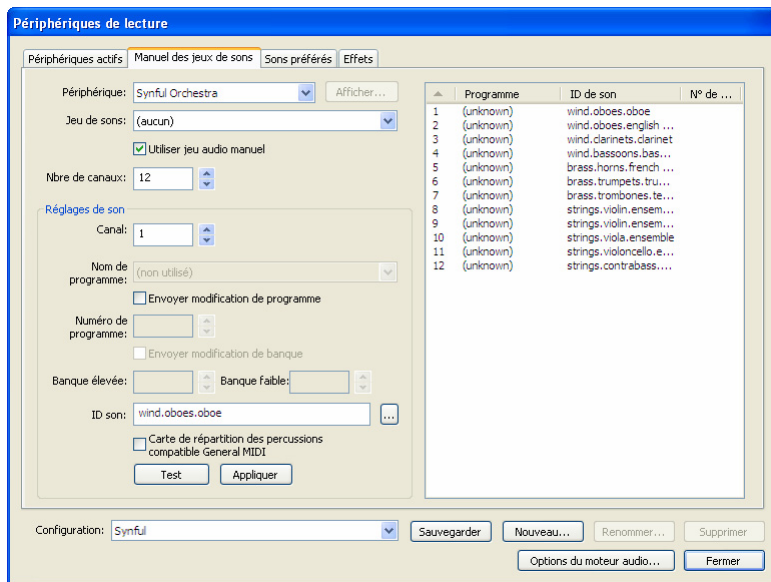 Périphériques de lecture
Périphériques actifs Manuel des jeux de sons Sons préférés Effets
Périphérique: Synful Orchestra Afficher...
Jeu de sons: (aucun)
Utiliser jeu audio manuel
Nbre de canaux: 12
Réglages de son
Canal: 1
Nom de
programme: (non utilisé)
Envoyer modification de programme
Numéro de
programme:
Envoyer modification de banque
Banque élevée: Banque faible:
ID son: wind.oboes.oboe ...
Carte de répartition des percussions
compatible General MIDI
Test Appliquer
Programme ID de son N° de ...
1 (unknown) wind.oboes.oboe
2 (unknown) wind.oboes.english ...
3 (unknown) wind.clarinets.clarinet
4 (unknown) wind.bassoons.bas...
5 (unknown) brass.horns.french ...
6 (unknown) brass.trumpets.tru...
7 (unknown) brass.trombones.te...
8 (unknown) strings.violin.ensem...
9 (unknown) strings.violin.ensem...
10 (unknown) strings.viola.ensemble
11 (unknown) strings.violoncello.e...
12 (unknown) strings.contrabass....
Configuration: Synful Sauvegarder Nouveau... Renommer... Supprimer
Options du moteur audio... Fermer